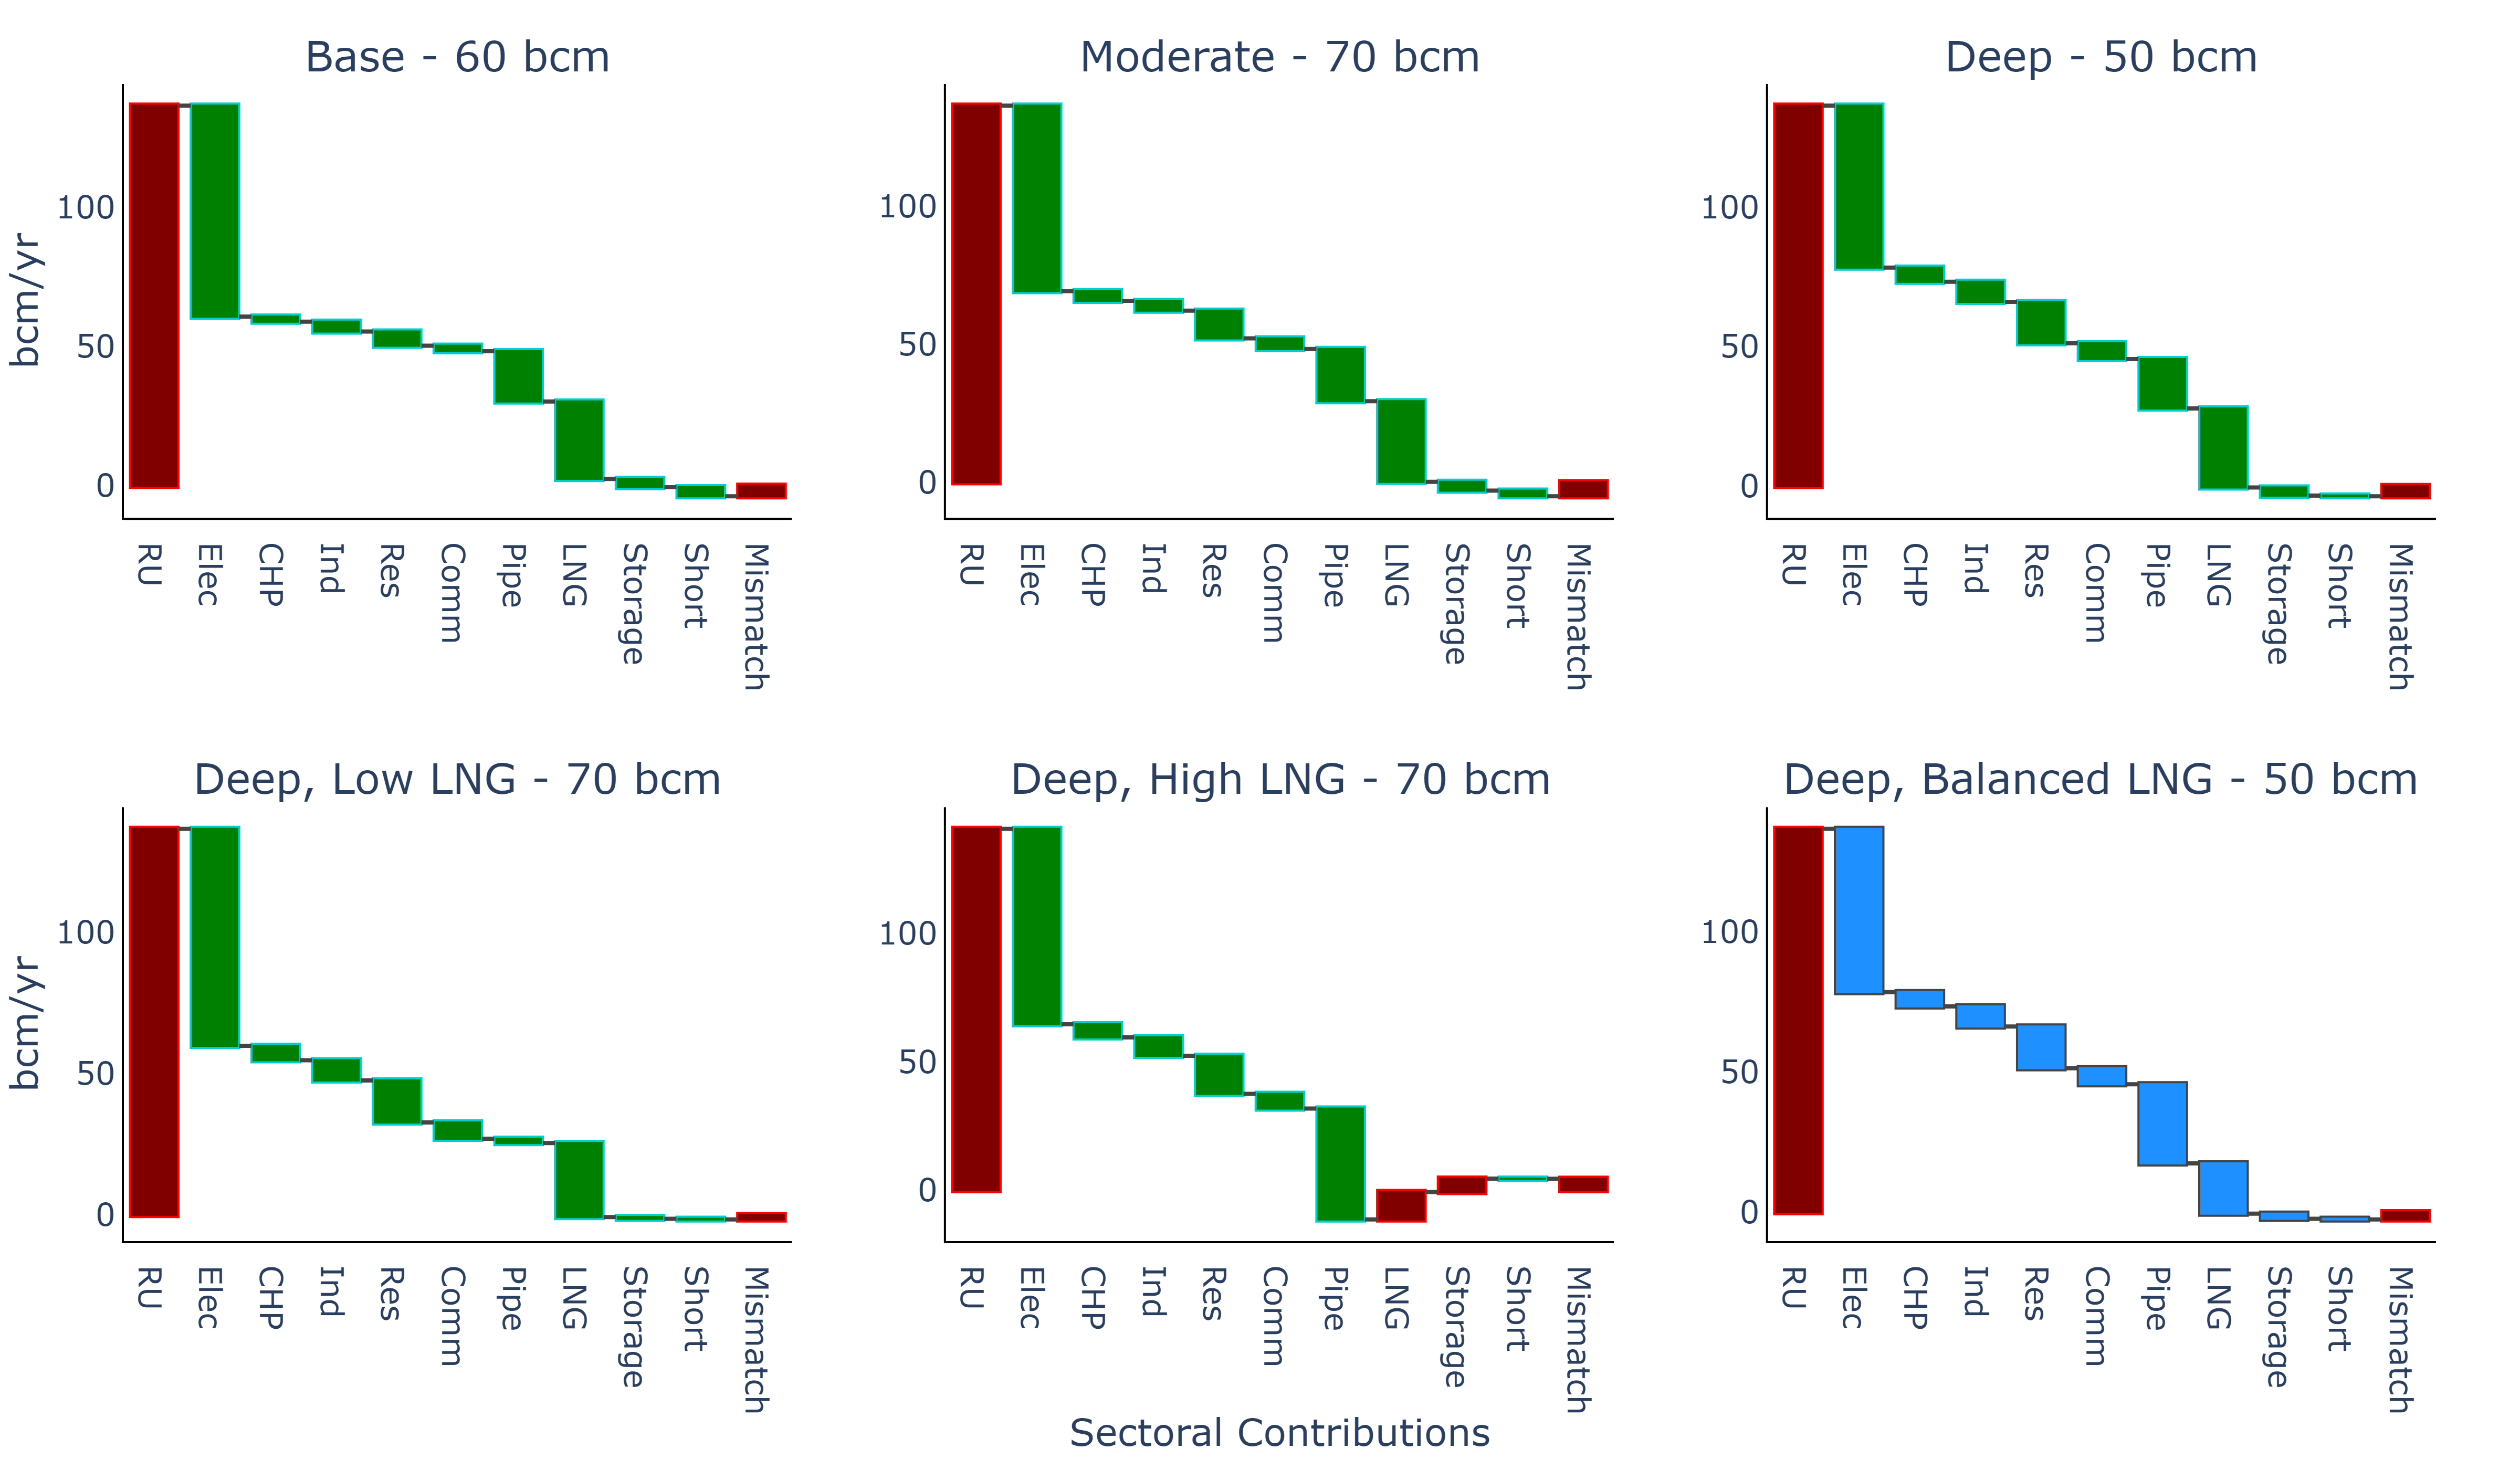 Base - 60 bcm
Moderate - 70 bcm
Deep - 50 bcm
bcm/yr
100
50
0
RU Elec CHP Ind Res Comm Pipe LNG Storage Short Mismatch
100
50
0
RU Elec CHP Ind Res Comm Pipe LNG Storage Short Mismatch
100
50
0
RU Elec CHP Ind Res Comm Pipe LNG Storage Short Mismatch
Deep, Low LNG - 70 bcm
Deep, High LNG - 70 bcm
Deep, Balanced LNG - 50 bcm
bcm/yr
100
50
0
RU Elec CHP Ind Res Comm Pipe LNG Storage Short Mismatch
100
50
0
RU Elec CHP Ind Res Comm Pipe LNG Storage Short Mismatch
100
50
0
RU Elec CHP Ind Res Comm Pipe LNG Storage Short Mismatch
Sectoral Contributions